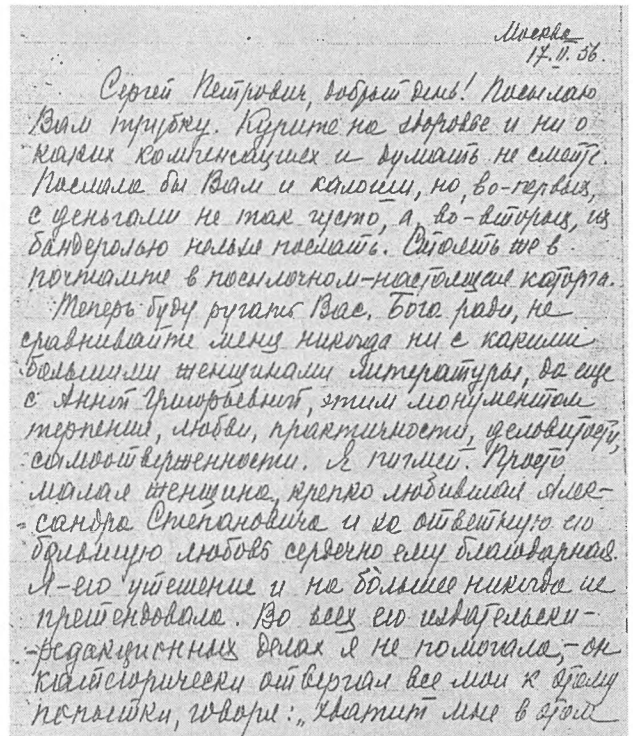 Москва
17.II.56.
Сергей Петрович, добрый день! Посылаю
Вам трубку. Курите на здоровье и ни о
каких компенсациях и думать не смейте.
Послала бы Вам и калоши, но, во-первых,
с деньгами не так густо, а, во-вторых, их
бандеролью нельзя послать. Стоять же в
почтамте в посылочном – настоящая каторга.
Теперь буду ругать Вас. Бога ради, не
сравнивайте меня никогда ни с какими
большими женщинами литературы, да еще
с Анной Григорьевной, этим монументом
терпения, любви, практичности, деловитости,
самоотверженности. Я пигмей. Просто
малая женщина, крепко любившая Алек-
сандра Степановича и за ответную его
большую любовь сердечно ему благодарная.
Я – его утешение и на бо́льшее никогда не
претендовала. Во всех его издательски-
-редакционных делах я не помогала, – он
категорически отвергал все мои к этому
попытки, говоря: „хватит мне в этом